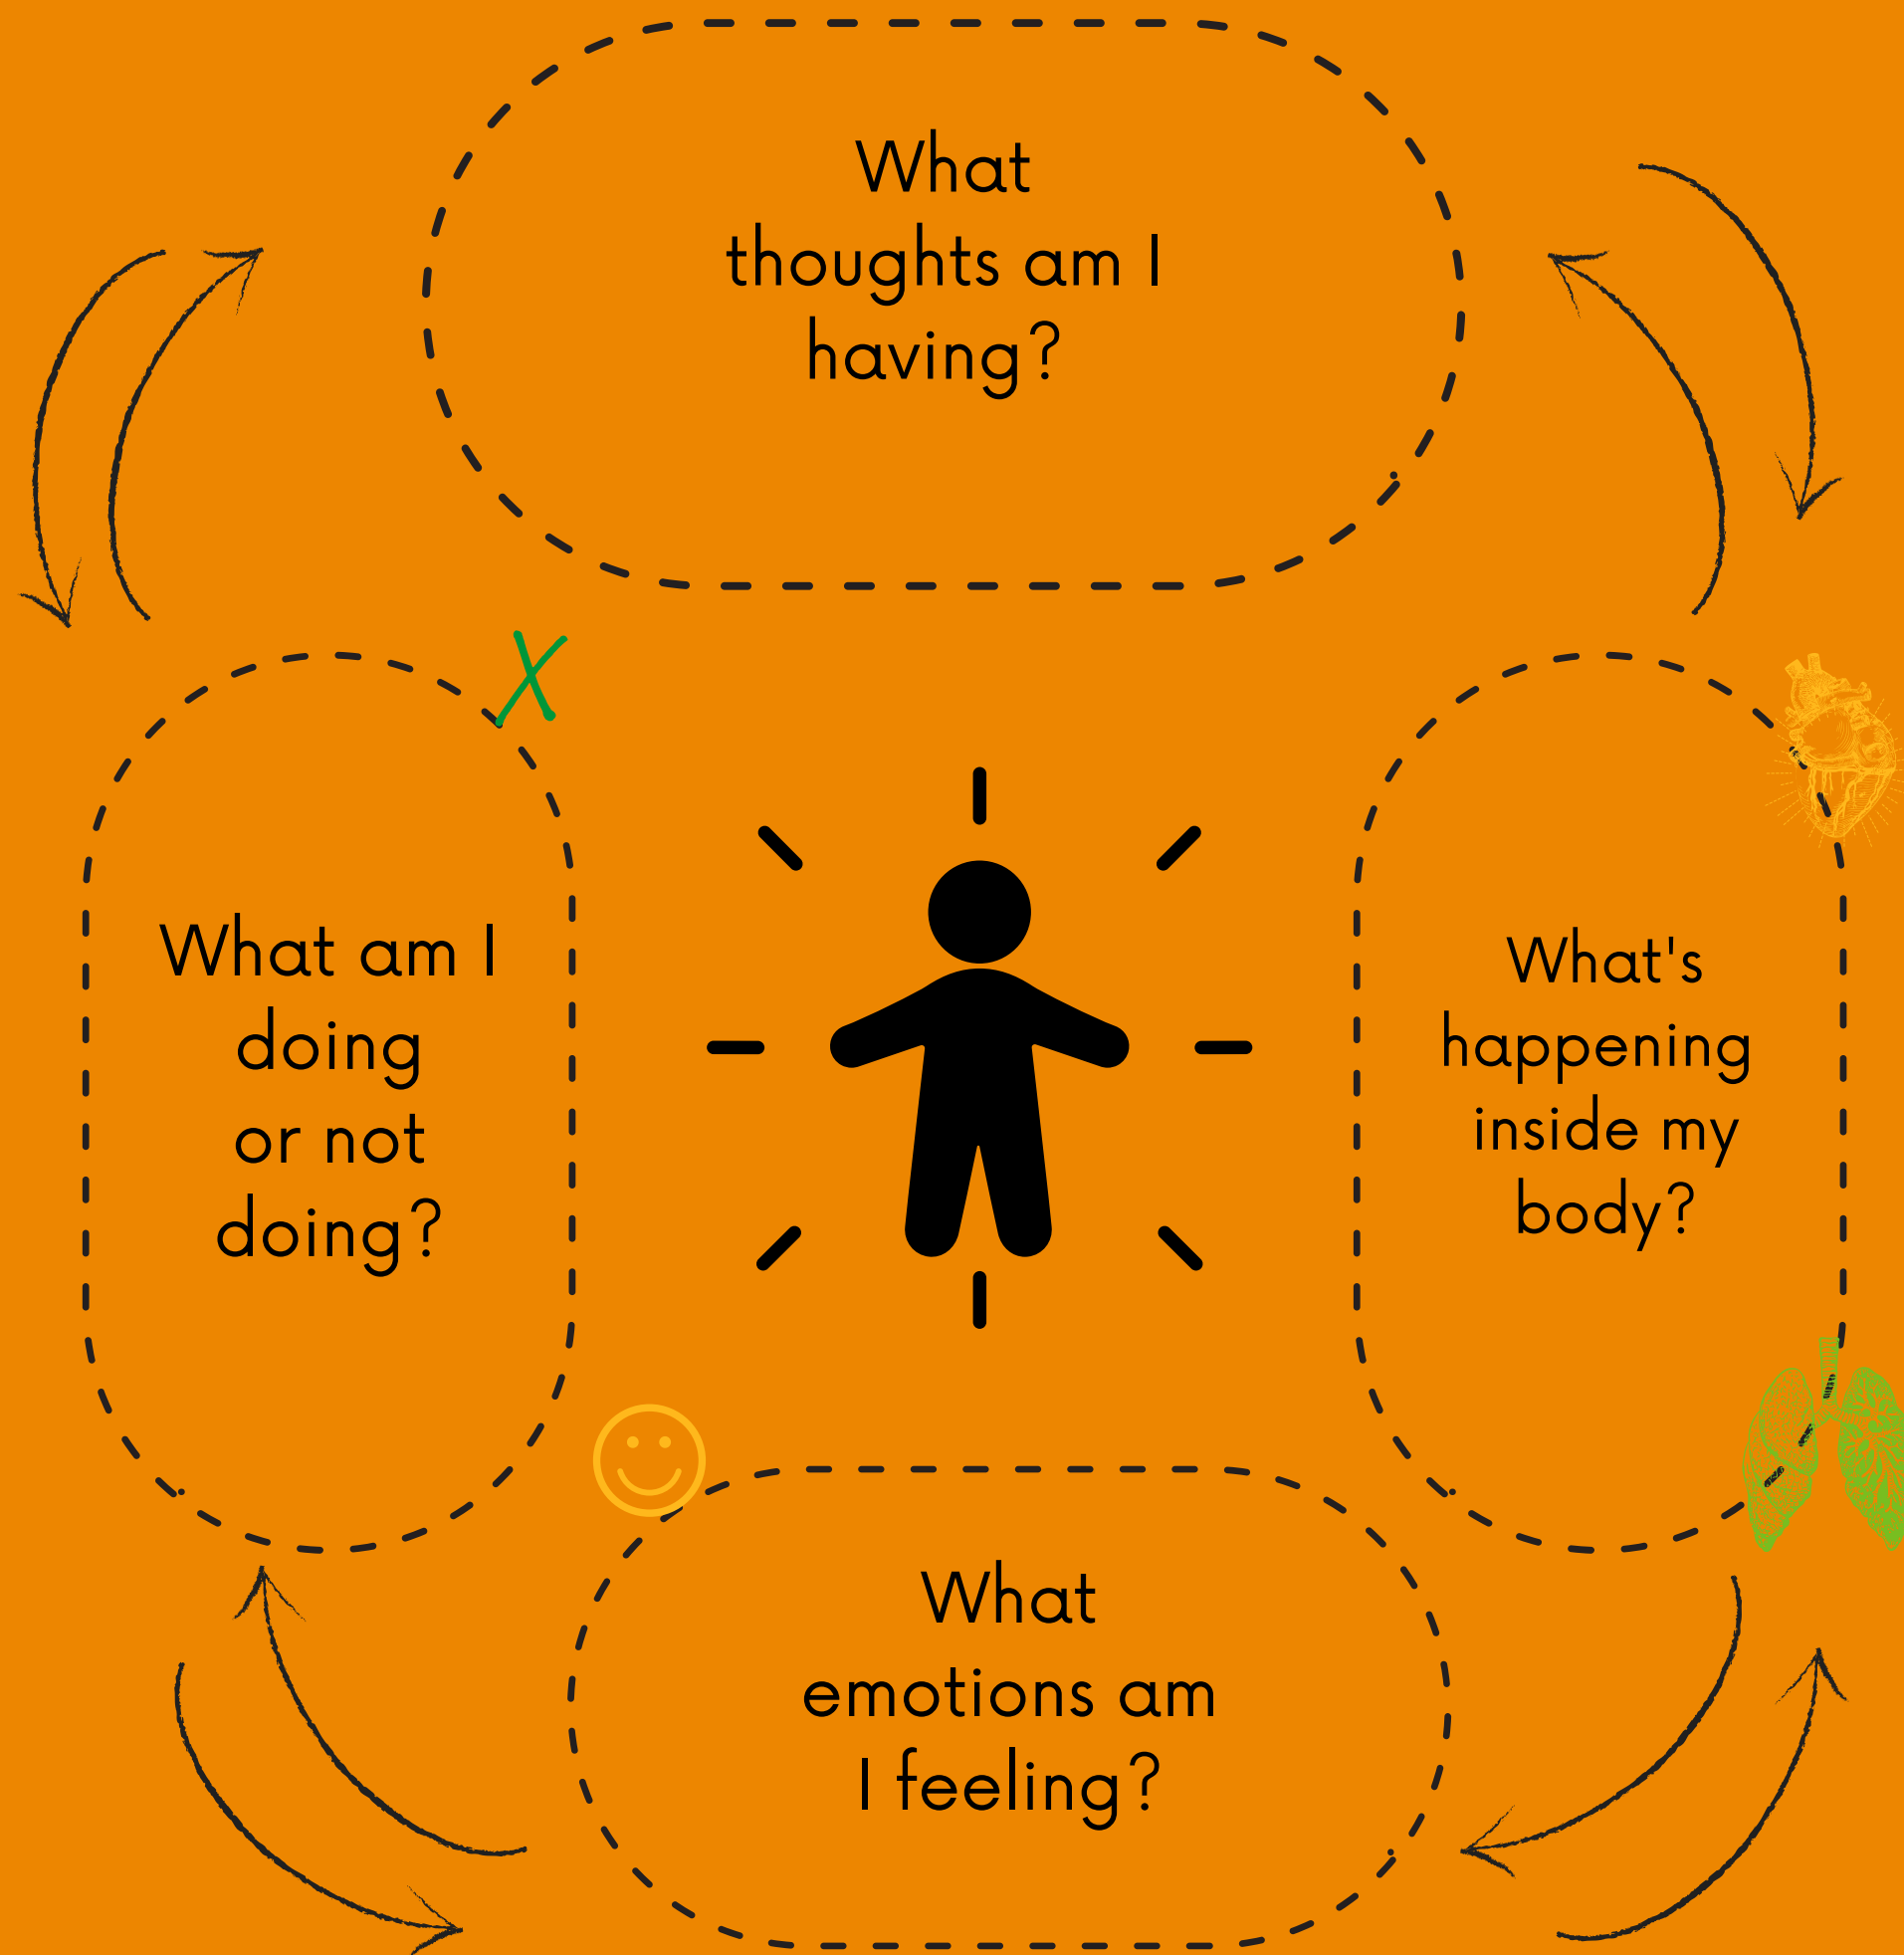 What
thoughts am I
having?
What am I
doing
or not
doing?
What's
happening
inside my
body?
What
emotions am
I feeling?